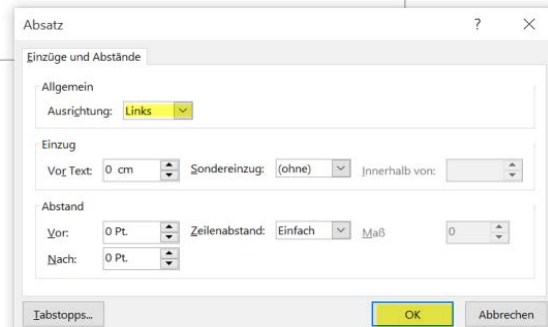 Absatz ? ×
Einzüge und Abstände
Allgemein
Ausrichtung: Links
Einzug
Vor Text: 0 cm Sondereinzug: (ohne) Innerhalb von:
Abstand
Vor: 0 Pt. Zeilenabstand: Einfach Maß 0
Nach: 0 Pt.
Tabstopps... OK Abbrechen